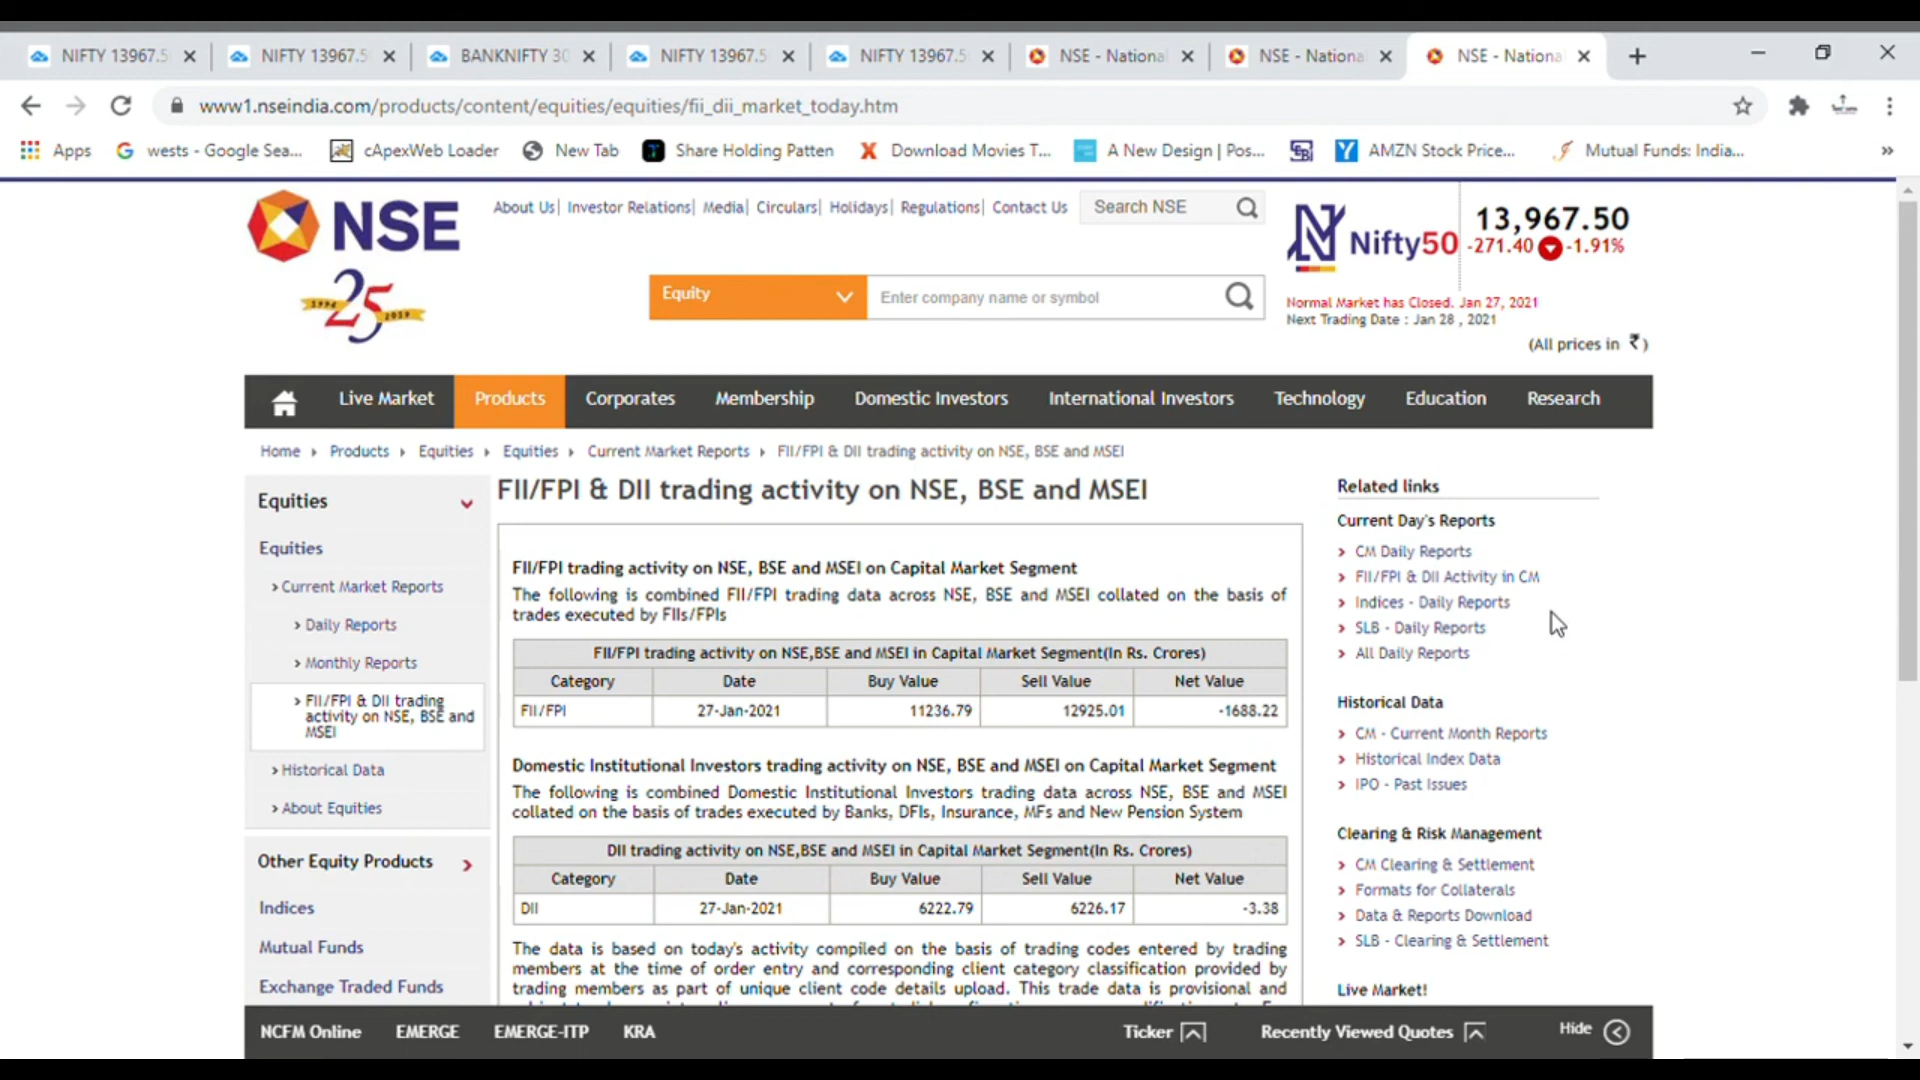 NIFTY 13967.5
NIFTY 13967.5
BANKNIFTY 30
NIFTY 13967.5
NIFTY 13967.5
NSE - National
NSE - National
NSE - National
www1.nseindia.com/products/content/equities/equities/fii_dii_market_today.htm
Apps
wests - Google Sea...
cApexWeb Loader
New Tab
Share Holding Patten
Download Movies T...
A New Design | Pos...
AMZN Stock Price...
Mutual Funds: India...
»
NSE
1994 25 2019
About Us| Investor Relations| Media| Circulars| Holidays| Regulations| Contact Us
Search NSE
Nifty50
13,967.50
-271.40 -1.91%
Equity
Enter company name or symbol
Normal Market has Closed. Jan 27, 2021
Next Trading Date : Jan 28 , 2021
(All prices in ₹ )
Live Market
Products
Corporates
Membership
Domestic Investors
International Investors
Technology
Education
Research
Home Products Equities Equities Current Market Reports FII/FPI & DII trading activity on NSE, BSE and MSEI
Equities
Equities
Current Market Reports
Daily Reports
Monthly Reports
FII/FPI & DII trading
activity on NSE, BSE and
MSEI
Historical Data
About Equities
Other Equity Products
Indices
Mutual Funds
Exchange Traded Funds
FII/FPI & DII trading activity on NSE, BSE and MSEI
FII/FPI trading activity on NSE, BSE and MSEI on Capital Market Segment
The following is combined FII/FPI trading data across NSE, BSE and MSEI collated on the basis of
trades executed by FIIs/FPIs
FII/FPI trading activity on NSE,BSE and MSEI in Capital Market Segment(In Rs. Crores)
Category Date Buy Value Sell Value Net Value
FII/FPI 27-Jan-2021 11236.79 12925.01 -1688.22
Domestic Institutional Investors trading activity on NSE, BSE and MSEI on Capital Market Segment
The following is combined Domestic Institutional Investors trading data across NSE, BSE and MSEI
collated on the basis of trades executed by Banks, DFIs, Insurance, MFs and New Pension System
DII trading activity on NSE,BSE and MSEI in Capital Market Segment(In Rs. Crores)
Category Date Buy Value Sell Value Net Value
DII 27-Jan-2021 6222.79 6226.17 -3.38
The data is based on today's activity compiled on the basis of trading codes entered by trading
members at the time of order entry and corresponding client category classification provided by
trading members as part of unique client code details upload. This trade data is provisional and
Related links
Current Day's Reports
CM Daily Reports
FII/FPI & DII Activity in CM
Indices - Daily Reports
SLB - Daily Reports
All Daily Reports
Historical Data
CM - Current Month Reports
Historical Index Data
IPO - Past Issues
Clearing & Risk Management
CM Clearing & Settlement
Formats for Collaterals
Data & Reports Download
SLB - Clearing & Settlement
Live Market!
NCFM Online
EMERGE
EMERGE-ITP
KRA
Ticker
Recently Viewed Quotes
Hide